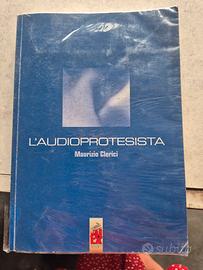 L'AUDIOPROTESISTA
Maurizio Clerici
subito